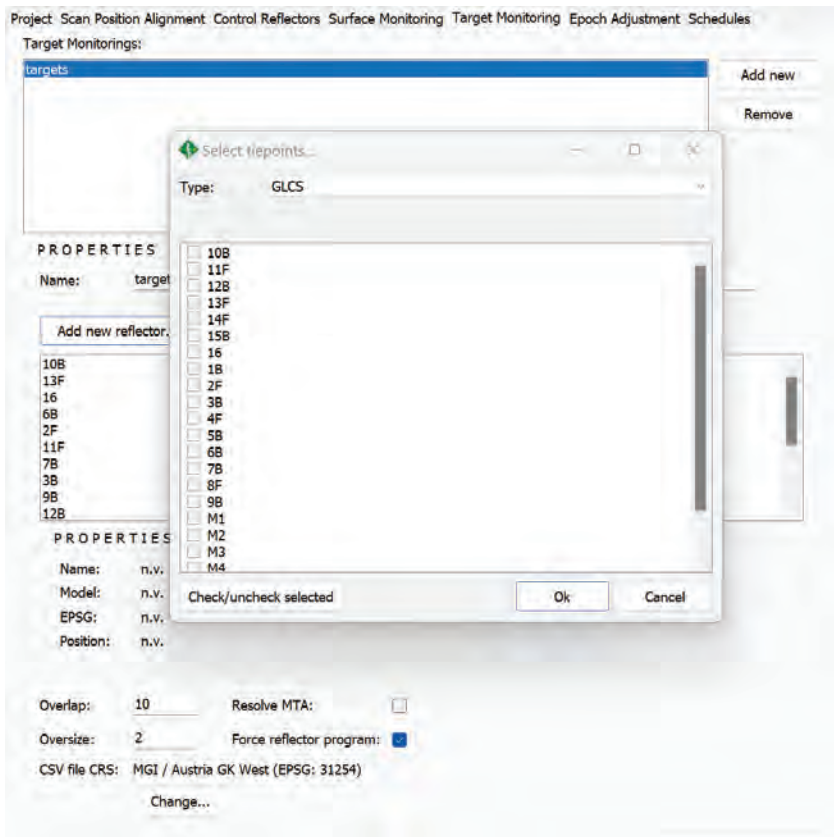 Project Scan Position Alignment Control Reflectors Surface Monitoring Target Monitoring Epoch Adjustment Schedules
Target Monitorings:
targets
Add new
Remove
Select tiepoints...
Type: GLCS
10B
11F
12B
13F
14F
15B
16
1B
2F
3B
4F
5B
6B
7B
8F
9B
M1
M2
M3
M4
Check/uncheck selected Ok Cancel
PROPERTIES
Name: target
Add new reflector.
10B
13F
16
6B
2F
11F
7B
3B
9B
12B
PROPERTIES
Name: n.v.
Model: n.v.
EPSG: n.v.
Position: n.v.
Overlap: 10 Resolve MTA:
Oversize: 2 Force reflector program:
CSV file CRS: MGI / Austria GK West (EPSG: 31254)
Change...